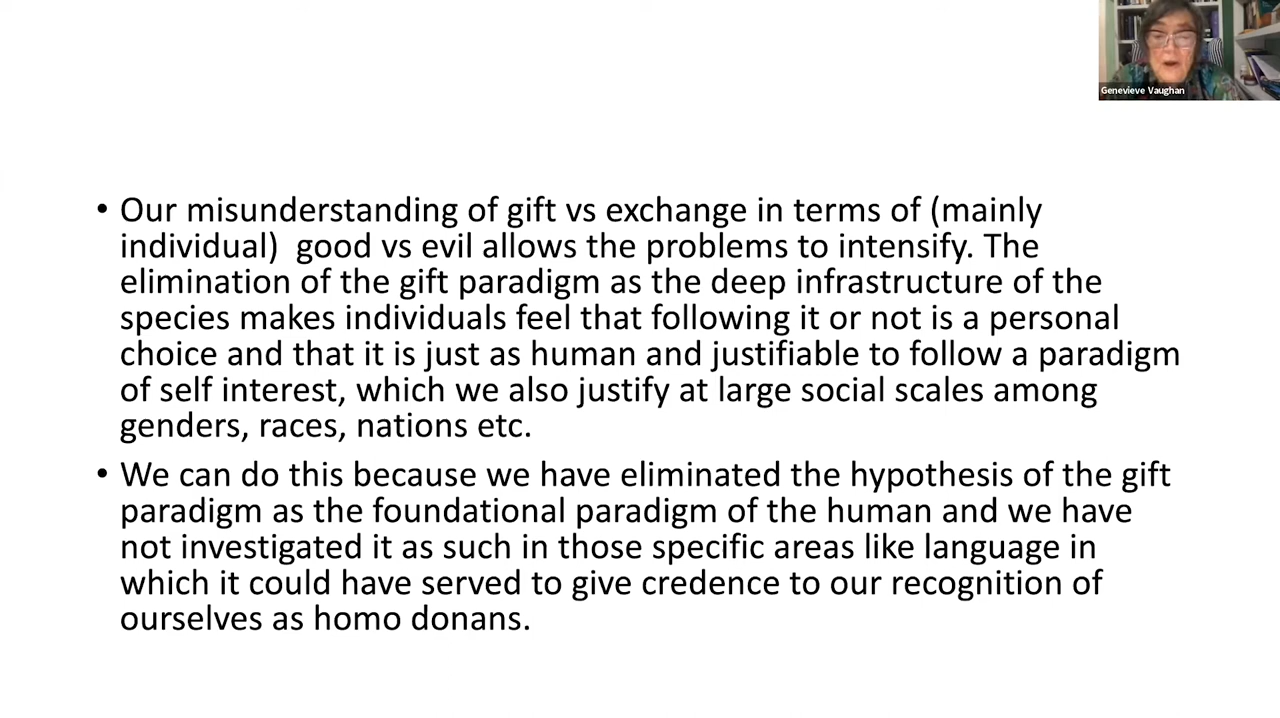 Genevieve Vaughan
• Our misunderstanding of gift vs exchange in terms of (mainly
individual)  good vs evil allows the problems to intensify. The
elimination of the gift paradigm as the deep infrastructure of the
species makes individuals feel that following it or not is a personal
choice and that it is just as human and justifiable to follow a paradigm
of self interest, which we also justify at large social scales among
genders, races, nations etc.
• We can do this because we have eliminated the hypothesis of the gift
paradigm as the foundational paradigm of the human and we have
not investigated it as such in those specific areas like language in
which it could have served to give credence to our recognition of
ourselves as homo donans.